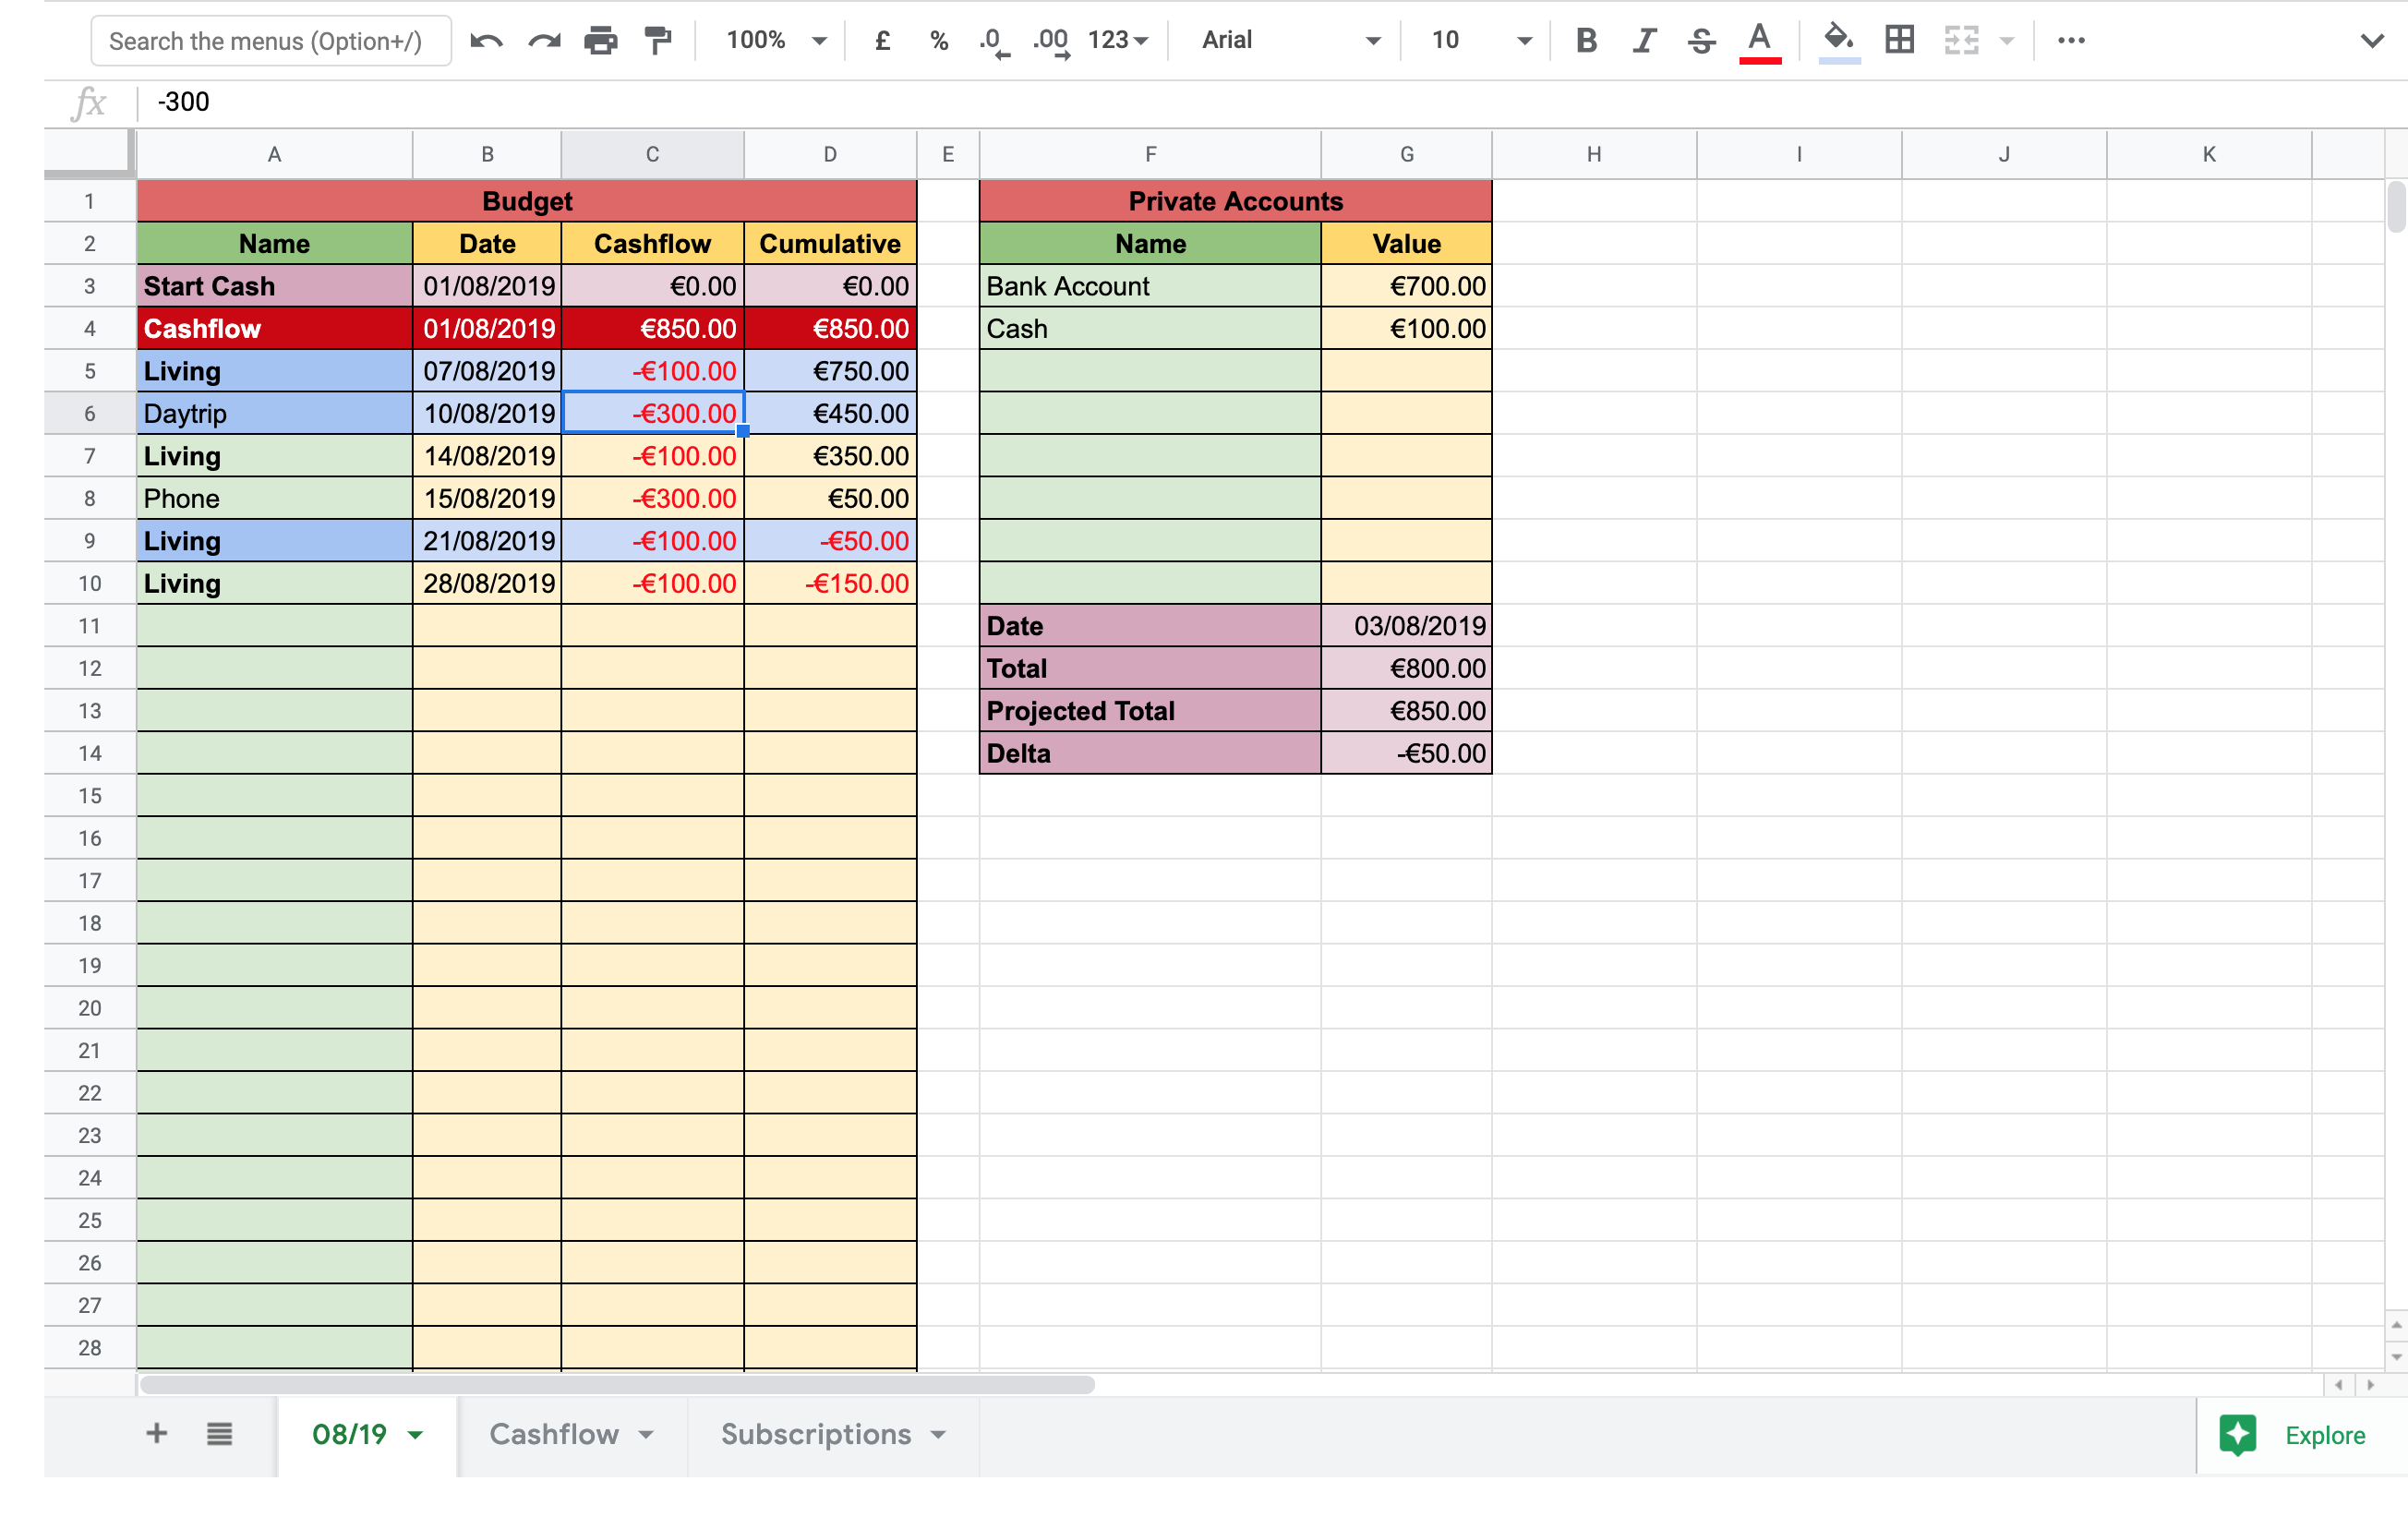 Search the menus (Option+/) 100% £ % .0 .00 123 Arial 10 B I S A
fx -300
A B C D E F G H I J K
1 Budget Private Accounts
2 Name Date Cashflow Cumulative Name Value
3 Start Cash 01/08/2019 €0.00 €0.00 Bank Account €700.00
4 Cashflow 01/08/2019 €850.00 €850.00 Cash €100.00
5 Living 07/08/2019 -€100.00 €750.00
6 Daytrip 10/08/2019 -€300.00 €450.00
7 Living 14/08/2019 -€100.00 €350.00
8 Phone 15/08/2019 -€300.00 €50.00
9 Living 21/08/2019 -€100.00 -€50.00
10 Living 28/08/2019 -€100.00 -€150.00
11 Date 03/08/2019
12 Total €800.00
13 Projected Total €850.00
14 Delta -€50.00
15
16
17
18
19
20
21
22
23
24
25
26
27
28
08/19 Cashflow Subscriptions Explore